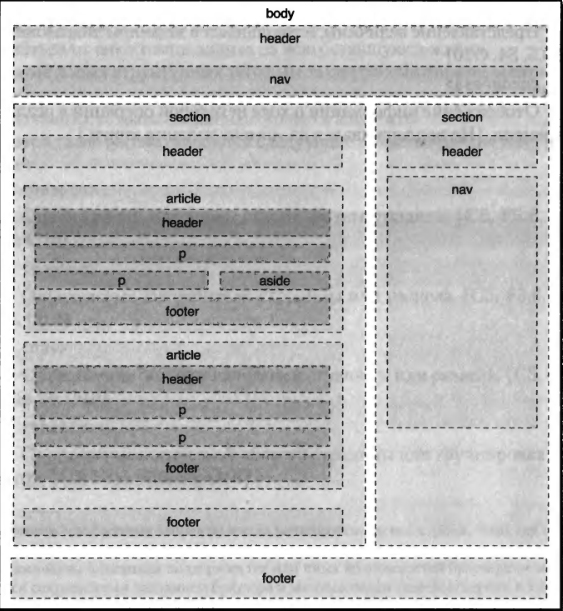 body
header
nav
section
header
article
header
p
p aside
footer
article
header
p
p
footer
footer
section
header
nav
footer